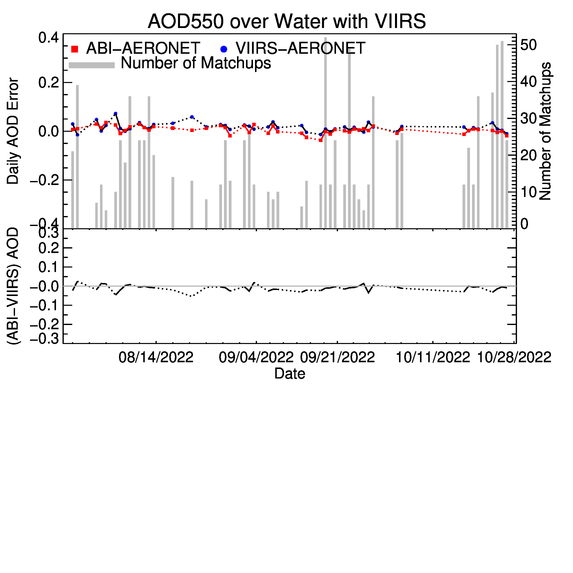 AOD550 over Water with VIIRS
ABI-AERONET VIIRS-AERONET
Number of Matchups
Daily AOD Error
0.4
0.2
0.0
-0.2
-0.4
Number of Matchups
50
40
30
20
10
0
(ABI-VIIRS) AOD
0.3
0.2
0.1
-0.0
-0.1
-0.2
-0.3
08/14/2022 09/04/2022 09/21/2022 10/11/2022 10/28/2022
Date